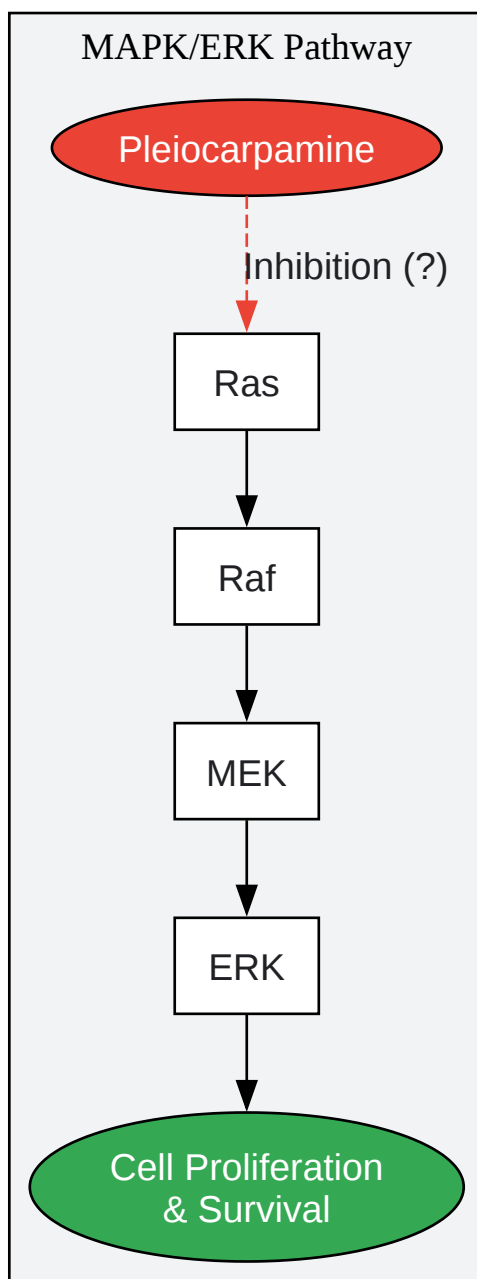 MAPK/ERK Pathway
Pleiocarpamine
Inhibition (?)
Ras
Raf
MEK
ERK
Cell Proliferation
& Survival